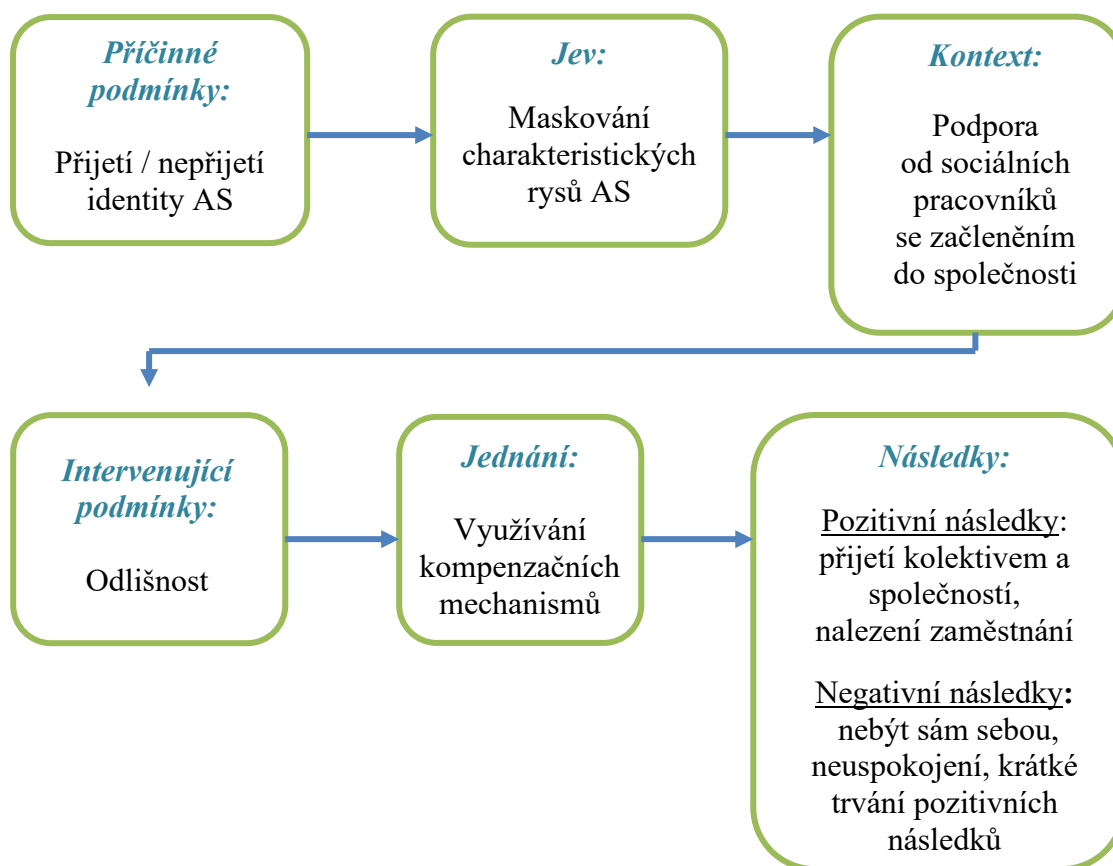 Příčinné
podmínky:
Přijetí / nepřijetí
identity AS
Jev:
Maskování
charakteristických
rysů AS
Kontext:
Podpora
od sociálních
pracovníků
se začleněním
do společnosti
Intervenující
podmínky:
Odlišnost
Jednání:
Využívání
kompenzačních
mechanismů
Následky:
Pozitivní následky:
přijetí kolektivem a
společností,
nalezení zaměstnání
Negativní následky:
nebýt sám sebou,
neuspokojení, krátké
trvání pozitivních
následků